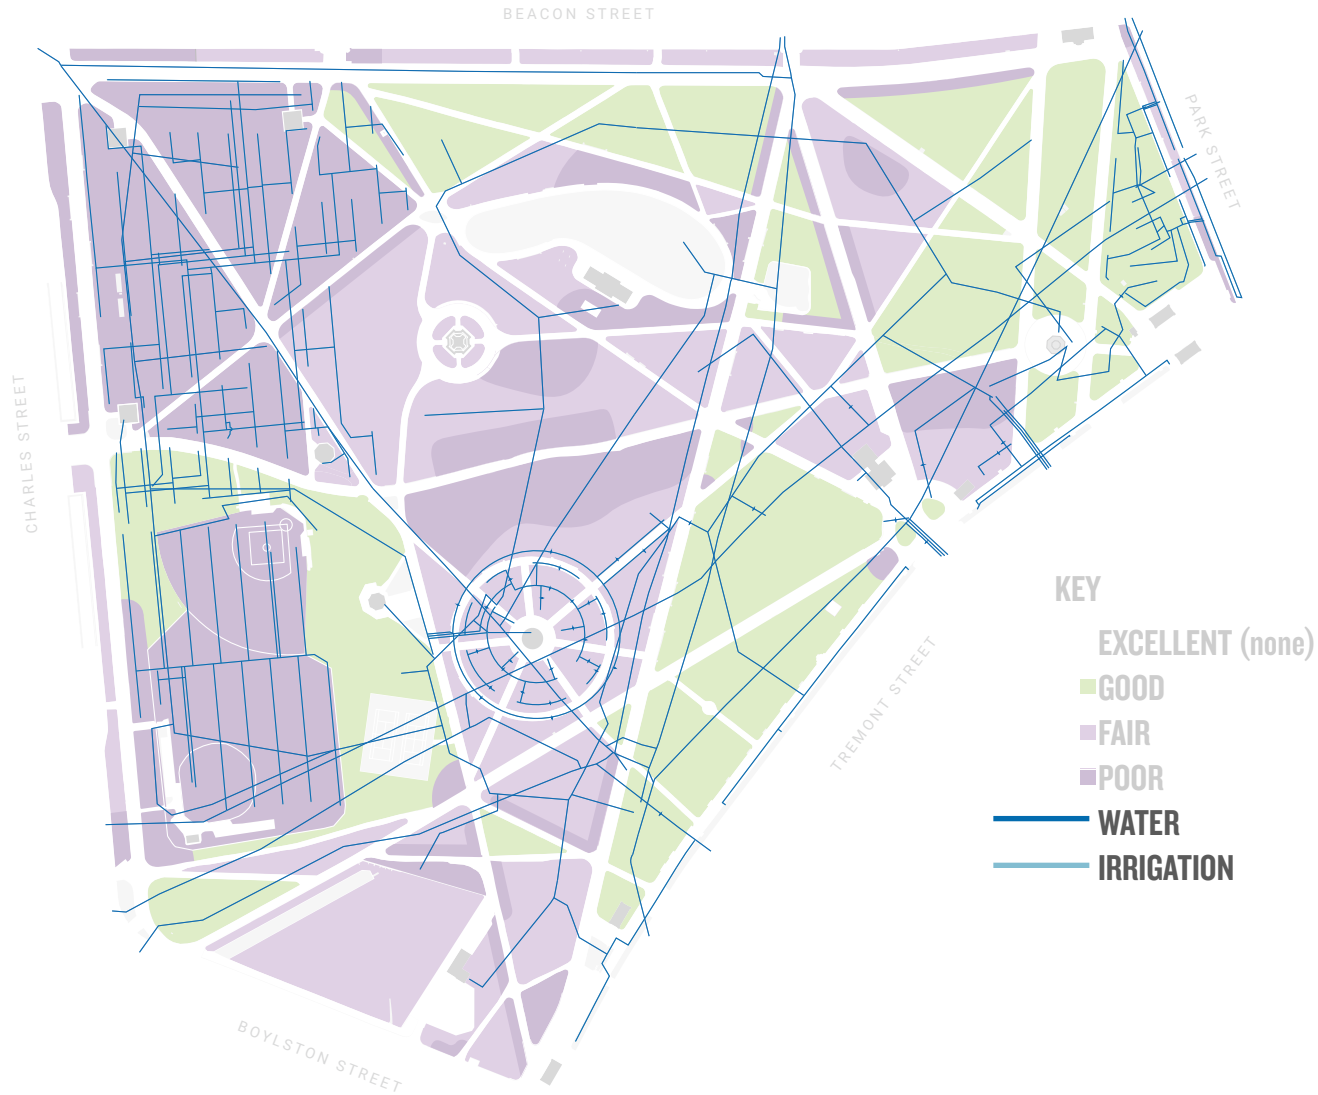 BEACON STREET
PARK STREET
CHARLES STREET
TREMONT STREET
BOYLSTON STREET
KEY
EXCELLENT (none)
GOOD
FAIR
POOR
WATER
IRRIGATION